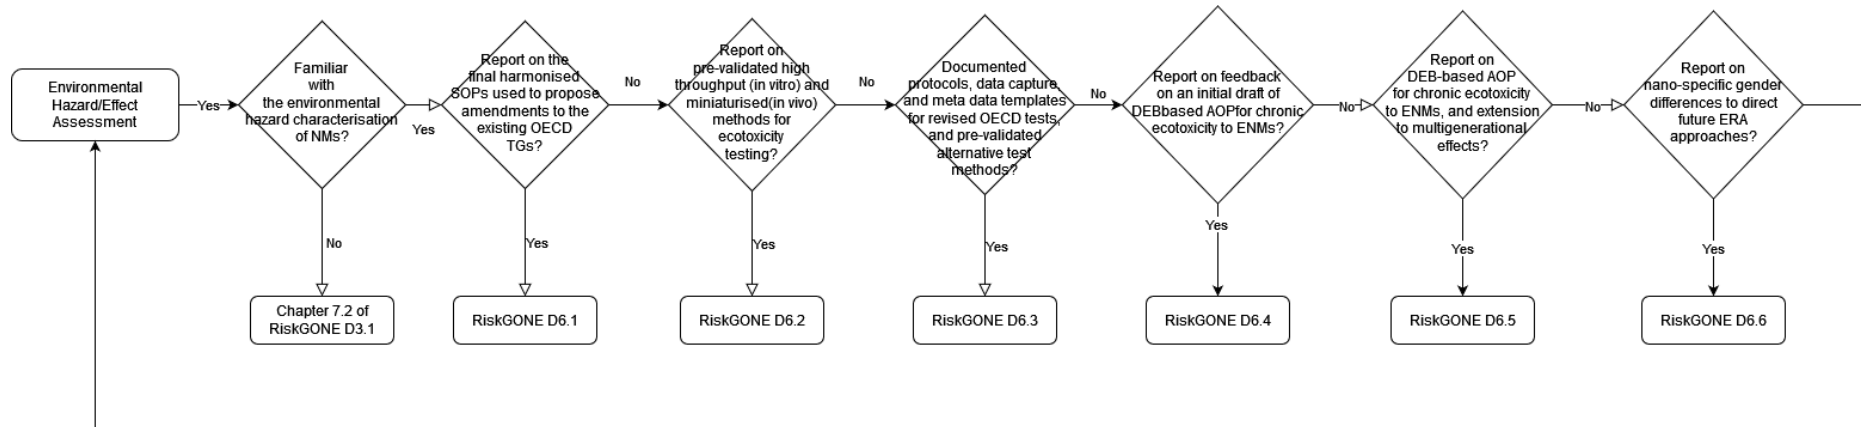 Environmental
Hazard/Effect
Assessment
Yes
Familiar
with
the environmental
hazard characterisation
of NMs?
No
Chapter 7.2 of
RiskGONE D3.1
Yes
Report on the
final harmonised
SOPs used to propose
amendments to the
existing OECD
TGs?
Yes
RiskGONE D6.1
No
Report on
pre-validated high
throughput (in vitro) and
miniaturised(in vivo)
methods for
ecotoxicity
testing?
Yes
RiskGONE D6.2
No
Documented
protocols, data capture,
and meta data templates
for revised OECD tests,
and pre-validated
alternative test
methods?
Yes
RiskGONE D6.3
No
Report on feedback
on an initial draft of
DEBbased AOPfor chronic
ecotoxicity to ENMs?
Yes
RiskGONE D6.4
No
Report on
DEB-based AOP
for chronic ecotoxicity
to ENMs, and extension
to multigenerational
effects?
Yes
RiskGONE D6.5
No
Report on
nano-specific gender
differences to direct
future ERA
approaches?
Yes
RiskGONE D6.6